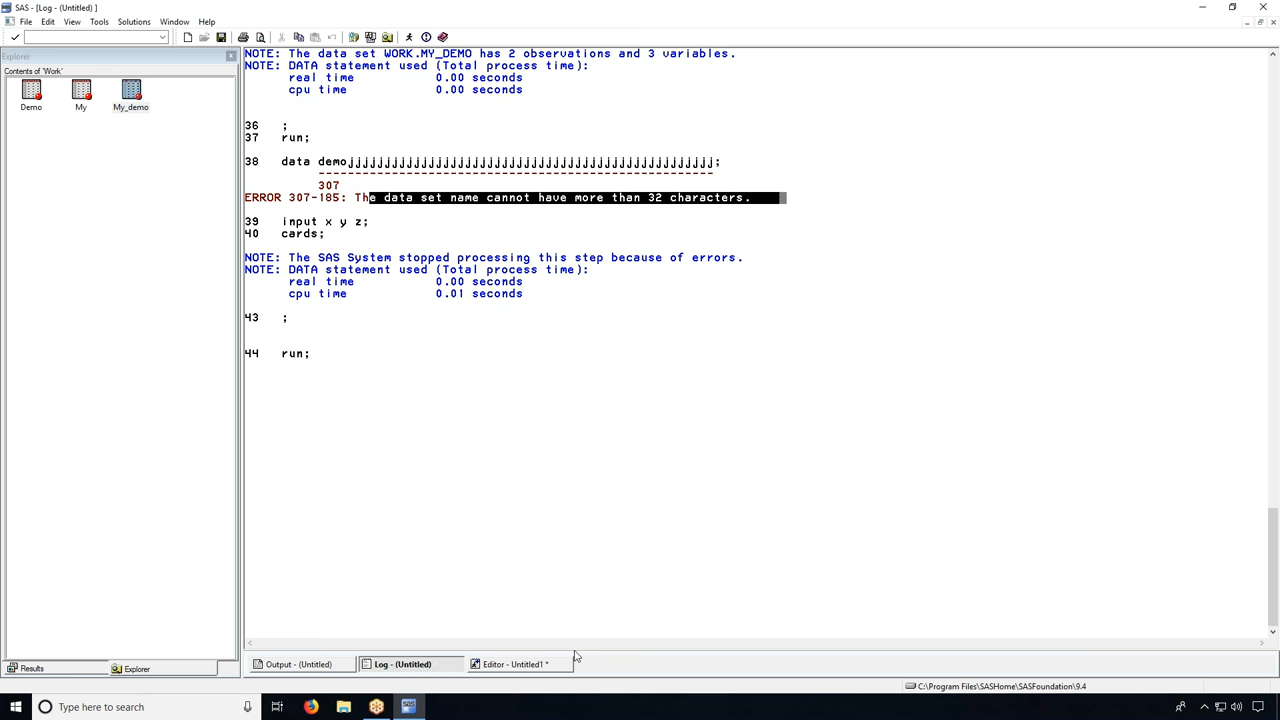 SAS - [Log - (Untitled) ]
File Edit View Tools Solutions Window Help
Explorer
Contents of 'Work'
Demo My My_demo
NOTE: The data set WORK.MY_DEMO has 2 observations and 3 variables.
NOTE: DATA statement used (Total process time):
real time 0.00 seconds
cpu time 0.00 seconds
36 ;
37 run;
38 data demojjjjjjjjjjjjjjjjjjjjjjjjjjjjjjjjjjjjjjjjjjjjjjjjjj;
--------------------------------------------------
307
ERROR 307-185: The data set name cannot have more than 32 characters.
39 input x y z;
40 cards;
NOTE: The SAS System stopped processing this step because of errors.
NOTE: DATA statement used (Total process time):
real time 0.00 seconds
cpu time 0.01 seconds
43 ;
44 run;
Results Explorer
Output - (Untitled) Log - (Untitled) Editor - Untitled1 *
C:\Program Files\SASHome\SASFoundation\9.4
Type here to search